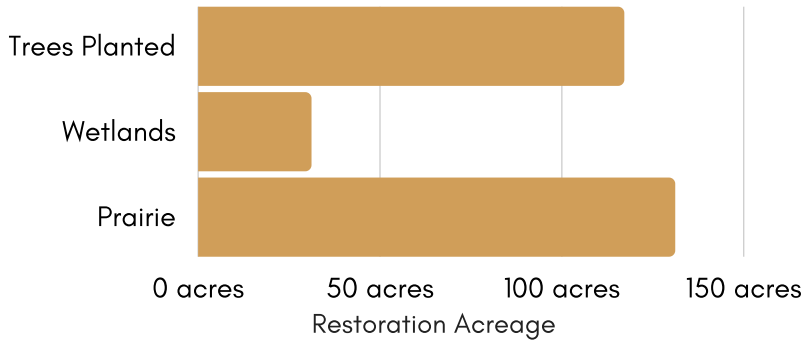 Trees Planted
Wetlands
Prairie
0 acres 50 acres 100 acres 150 acres
Restoration Acreage